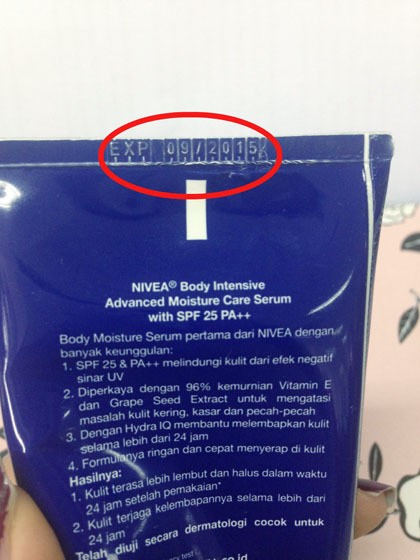 EXP 09/2015
NIVEA® Body Intensive
Advanced Moisture Care Serum
with SPF 25 PA++
Body Moisture Serum pertama dari NIVEA dengan
banyak keunggulan:
1. SPF 25 & PA++ melindungi kulit dari efek negatif
sinar UV
2. Diperkaya dengan 96% kemurnian Vitamin E
dan Grape Seed Extract untuk mengatasi
masalah kulit kering, kasar dan pecah-pecah
3. Dengan Hydra IQ membantu melembapkan kulit
selama lebih dari 24 jam
4. Formulanya ringan dan cepat menyerap di kulit
Hasilnya:
1. Kulit terasa lebih lembut dan halus dalam waktu
24 jam setelah pemakaian*
2. Kulit terjaga kelembapannya selama lebih dari
24 jam
Telah diuji secara dermatologi cocok untuk